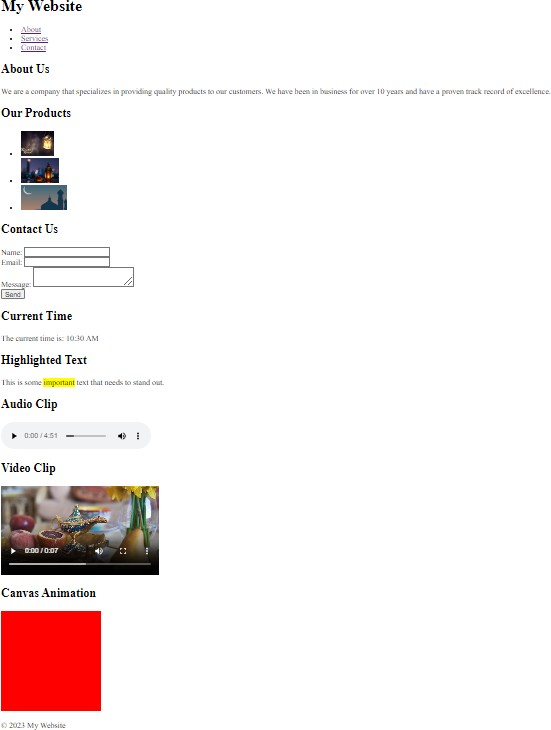 My Website
About
Services
Contact
About Us
We are a company that specializes in providing quality products to our customers. We have been in business for over 10 years and have a proven track record of excellence.
Our Products
Contact Us
Name:
Email:
Message:
Send
Current Time
The current time is: 10:30 AM
Highlighted Text
This is some important text that needs to stand out.
Audio Clip
0:00 / 4:51
Video Clip
0:00 / 0:07
Canvas Animation
© 2023 My Website